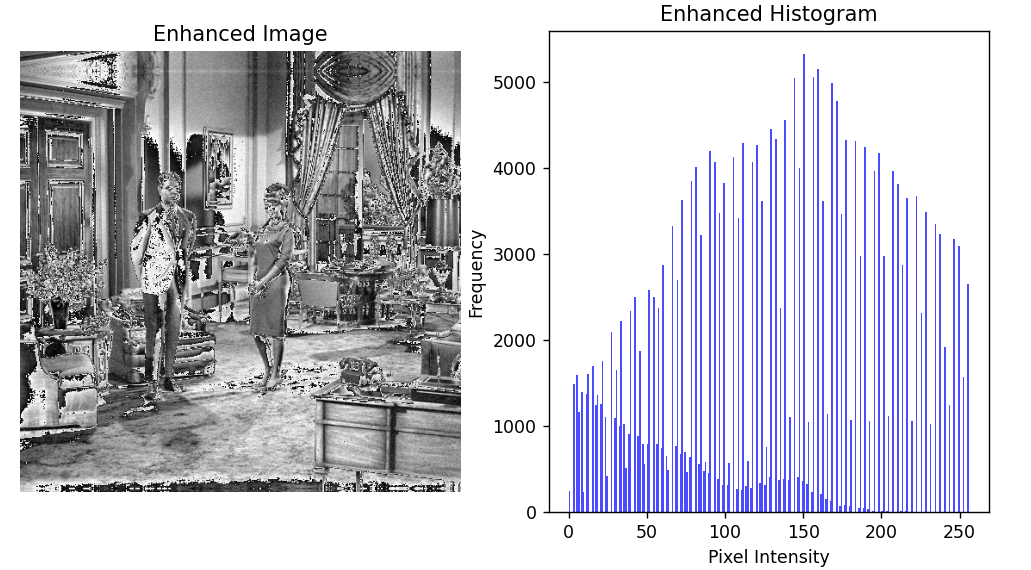 Enhanced Image
Enhanced Histogram
Frequency
5000
4000
3000
2000
1000
0
0 50 100 150 200 250
Pixel Intensity